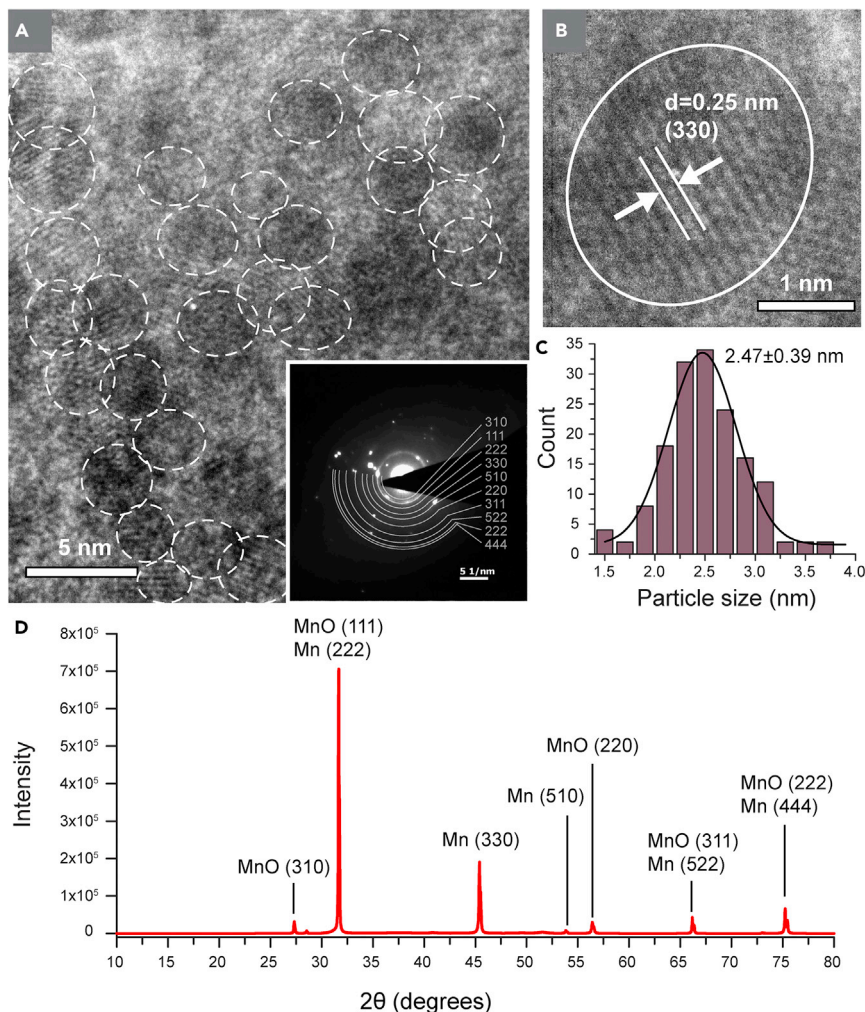 A
5 nm
310
111
222
330
510
220
311
522
222
444
5 1/nm
B
d=0.25 nm
(330)
1 nm
C
2.47±0.39 nm
Count
35
30
25
20
15
10
5
0
1.5
2.0
2.5
3.0
3.5
4.0
Particle size (nm)
D
Intensity
8x10⁵
7x10⁵
6x10⁵
5x10⁵
4x10⁵
3x10⁵
2x10⁵
1x10⁵
0
MnO (310)
MnO (111)
Mn (222)
Mn (330)
Mn (510)
MnO (220)
MnO (311)
Mn (522)
MnO (222)
Mn (444)
10
15
20
25
30
35
40
45
50
55
60
65
70
75
80
2θ (degrees)